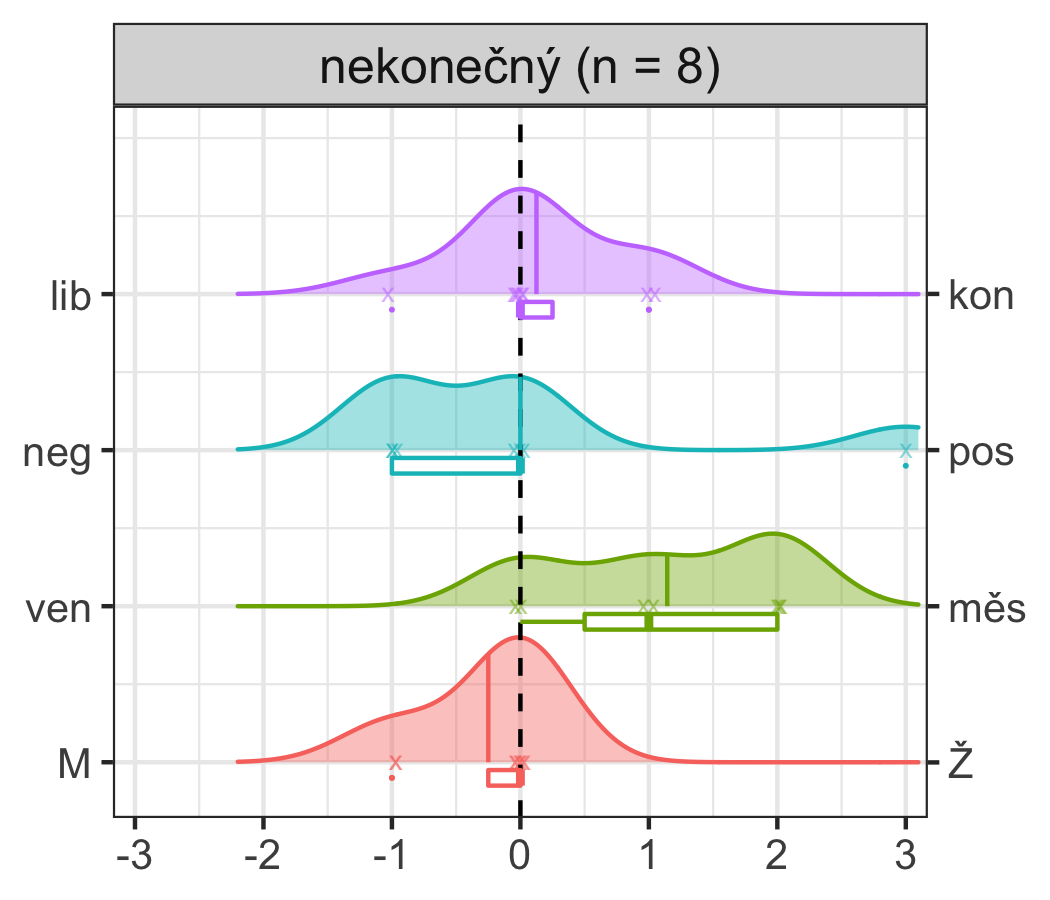 nekonečný (n = 8)
lib kon
neg pos
ven měs
M Ž
-3 -2 -1 0 1 2 3